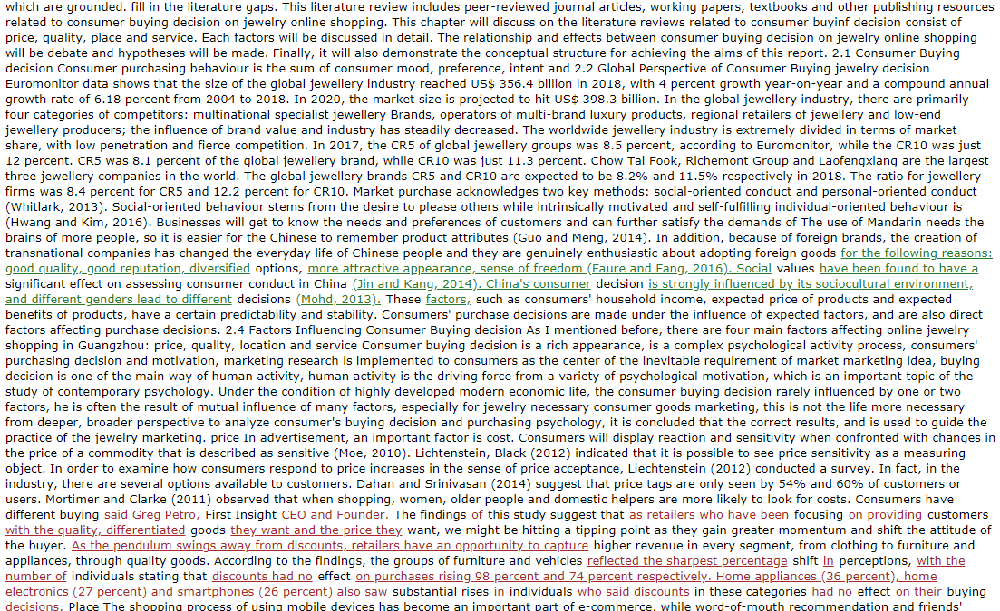 which are grounded. fill in the literature gaps. This literature review includes peer-reviewed journal articles, working papers, textbooks and other publishing resources
related to consumer buying decision on jewelry online shopping. This chapter will discuss on the literature reviews related to consumer buyinf decision consist of
price, quality, place and service. Each factors will be discussed in detail. The relationship and effects between consumer buying decision on jewelry online shopping
will be debate and hypotheses will be made. Finally, it will also demonstrate the conceptual structure for achieving the aims of this report. 2.1 Consumer Buying
decision Consumer purchasing behaviour is the sum of consumer mood, preference, intent and 2.2 Global Perspective of Consumer Buying jewelry decision
Euromonitor data shows that the size of the global jewellery industry reached US$ 356.4 billion in 2018, with 4 percent growth year-on-year and a compound annual
growth rate of 6.18 percent from 2004 to 2018. In 2020, the market size is projected to hit US$ 398.3 billion. In the global jewellery industry, there are primarily
four categories of competitors: multinational specialist jewellery Brands, operators of multi-brand luxury products, regional retailers of jewellery and low-end
jewellery producers; the influence of brand value and industry has steadily decreased. The worldwide jewellery industry is extremely divided in terms of market
share, with low penetration and fierce competition. In 2017, the CR5 of global jewellery groups was 8.5 percent, according to Euromonitor, while the CR10 was just
12 percent. CR5 was 8.1 percent of the global jewellery brand, while CR10 was just 11.3 percent. Chow Tai Fook, Richemont Group and Laofengxiang are the largest
three jewellery companies in the world. The global jewellery brands CR5 and CR10 are expected to be 8.2% and 11.5% respectively in 2018. The ratio for jewellery
firms was 8.4 percent for CR5 and 12.2 percent for CR10. Market purchase acknowledges two key methods: social-oriented conduct and personal-oriented conduct
(Whitlark, 2013). Social-oriented behaviour stems from the desire to please others while intrinsically motivated and self-fulfilling individual-oriented behaviour is
(Hwang and Kim, 2016). Businesses will get to know the needs and preferences of customers and can further satisfy the demands of The use of Mandarin needs the
brains of more people, so it is easier for the Chinese to remember product attributes (Guo and Meng, 2014). In addition, because of foreign brands, the creation of
transnational companies has changed the everyday life of Chinese people and they are genuinely enthusiastic about adopting foreign goods for the following reasons:
good quality, good reputation, diversified options, more attractive appearance, sense of freedom (Faure and Fang, 2016). Social values have been found to have a
significant effect on assessing consumer conduct in China (Jin and Kang, 2014). China's consumer decision is strongly influenced by its sociocultural environment,
and different genders lead to different decisions (Mohd, 2013). These factors, such as consumers' household income, expected price of products and expected
benefits of products, have a certain predictability and stability. Consumers' purchase decisions are made under the influence of expected factors, and are also direct
factors affecting purchase decisions. 2.4 Factors Influencing Consumer Buying decision As I mentioned before, there are four main factors affecting online jewelry
shopping in Guangzhou: price, quality, location and service Consumer buying decision is a rich appearance, is a complex psychological activity process, consumers'
purchasing decision and motivation, marketing research is implemented to consumers as the center of the inevitable requirement of market marketing idea, buying
decision is one of the main way of human activity, human activity is the driving force from a variety of psychological motivation, which is an important topic of the
study of contemporary psychology. Under the condition of highly developed modern economic life, the consumer buying decision rarely influenced by one or two
factors, he is often the result of mutual influence of many factors, especially for jewelry necessary consumer goods marketing, this is not the life more necessary
from deeper, broader perspective to analyze consumer's buying decision and purchasing psychology, it is concluded that the correct results, and is used to guide the
practice of the jewelry marketing. price In advertisement, an important factor is cost. Consumers will display reaction and sensitivity when confronted with changes in
the price of a commodity that is described as sensitive (Moe, 2010). Lichtenstein, Black (2012) indicated that it is possible to see price sensitivity as a measuring
object. In order to examine how consumers respond to price increases in the sense of price acceptance, Liechtenstein (2012) conducted a survey. In fact, in the
industry, there are several options available to customers. Dahan and Srinivasan (2014) suggest that price tags are only seen by 54% and 60% of customers or
users. Mortimer and Clarke (2011) observed that when shopping, women, older people and domestic helpers are more likely to look for costs. Consumers have
different buying said Greg Petro, First Insight CEO and Founder. The findings of this study suggest that as retailers who have been focusing on providing customers
with the quality, differentiated goods they want and the price they want, we might be hitting a tipping point as they gain greater momentum and shift the attitude of
the buyer. As the pendulum swings away from discounts, retailers have an opportunity to capture higher revenue in every segment, from clothing to furniture and
appliances, through quality goods. According to the findings, the groups of furniture and vehicles reflected the sharpest percentage shift in perceptions, with the
number of individuals stating that discounts had no effect on purchases rising 98 percent and 74 percent respectively. Home appliances (36 percent), home
electronics (27 percent) and smartphones (26 percent) also saw substantial rises in individuals who said discounts in these categories had no effect on their buying
decisions. Place The shopping process of using mobile devices has become an important part of e-commerce, while word-of-mouth recommendation and friends'